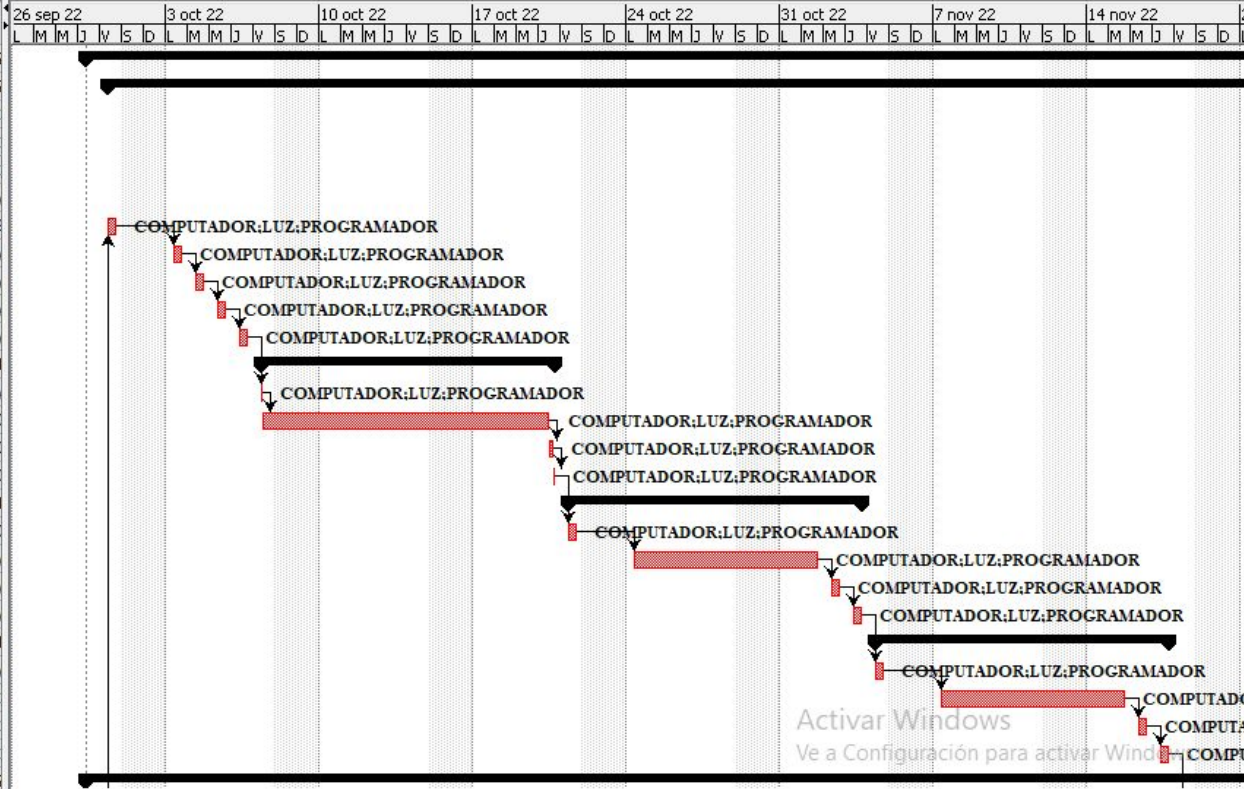 26 sep 22 3 oct 22 10 oct 22 17 oct 22 24 oct 22 31 oct 22 7 nov 22 14 nov 22
L M M J V S D L M M J V S D L M M J V S D L M M J V S D L M M J V S D L M M J V S D L M M J V S D L M M J V S D
COMPUTADOR;LUZ;PROGRAMADOR
COMPUTADOR;LUZ;PROGRAMADOR
COMPUTADOR;LUZ;PROGRAMADOR
COMPUTADOR;LUZ;PROGRAMADOR
COMPUTADOR;LUZ;PROGRAMADOR
COMPUTADOR;LUZ;PROGRAMADOR
COMPUTADOR;LUZ;PROGRAMADOR
COMPUTADOR;LUZ;PROGRAMADOR
COMPUTADOR;LUZ;PROGRAMADOR
COMPUTADOR;LUZ;PROGRAMADOR
COMPUTADOR;LUZ;PROGRAMADOR
COMPUTADOR;LUZ;PROGRAMADOR
COMPUTADOR;LUZ;PROGRAMADOR
COMPUTADOR;LUZ;PROGRAMADOR
COMPUTADO
Activar Windows
COMPUTA
Ve a Configuración para activar Windows.
COMPU